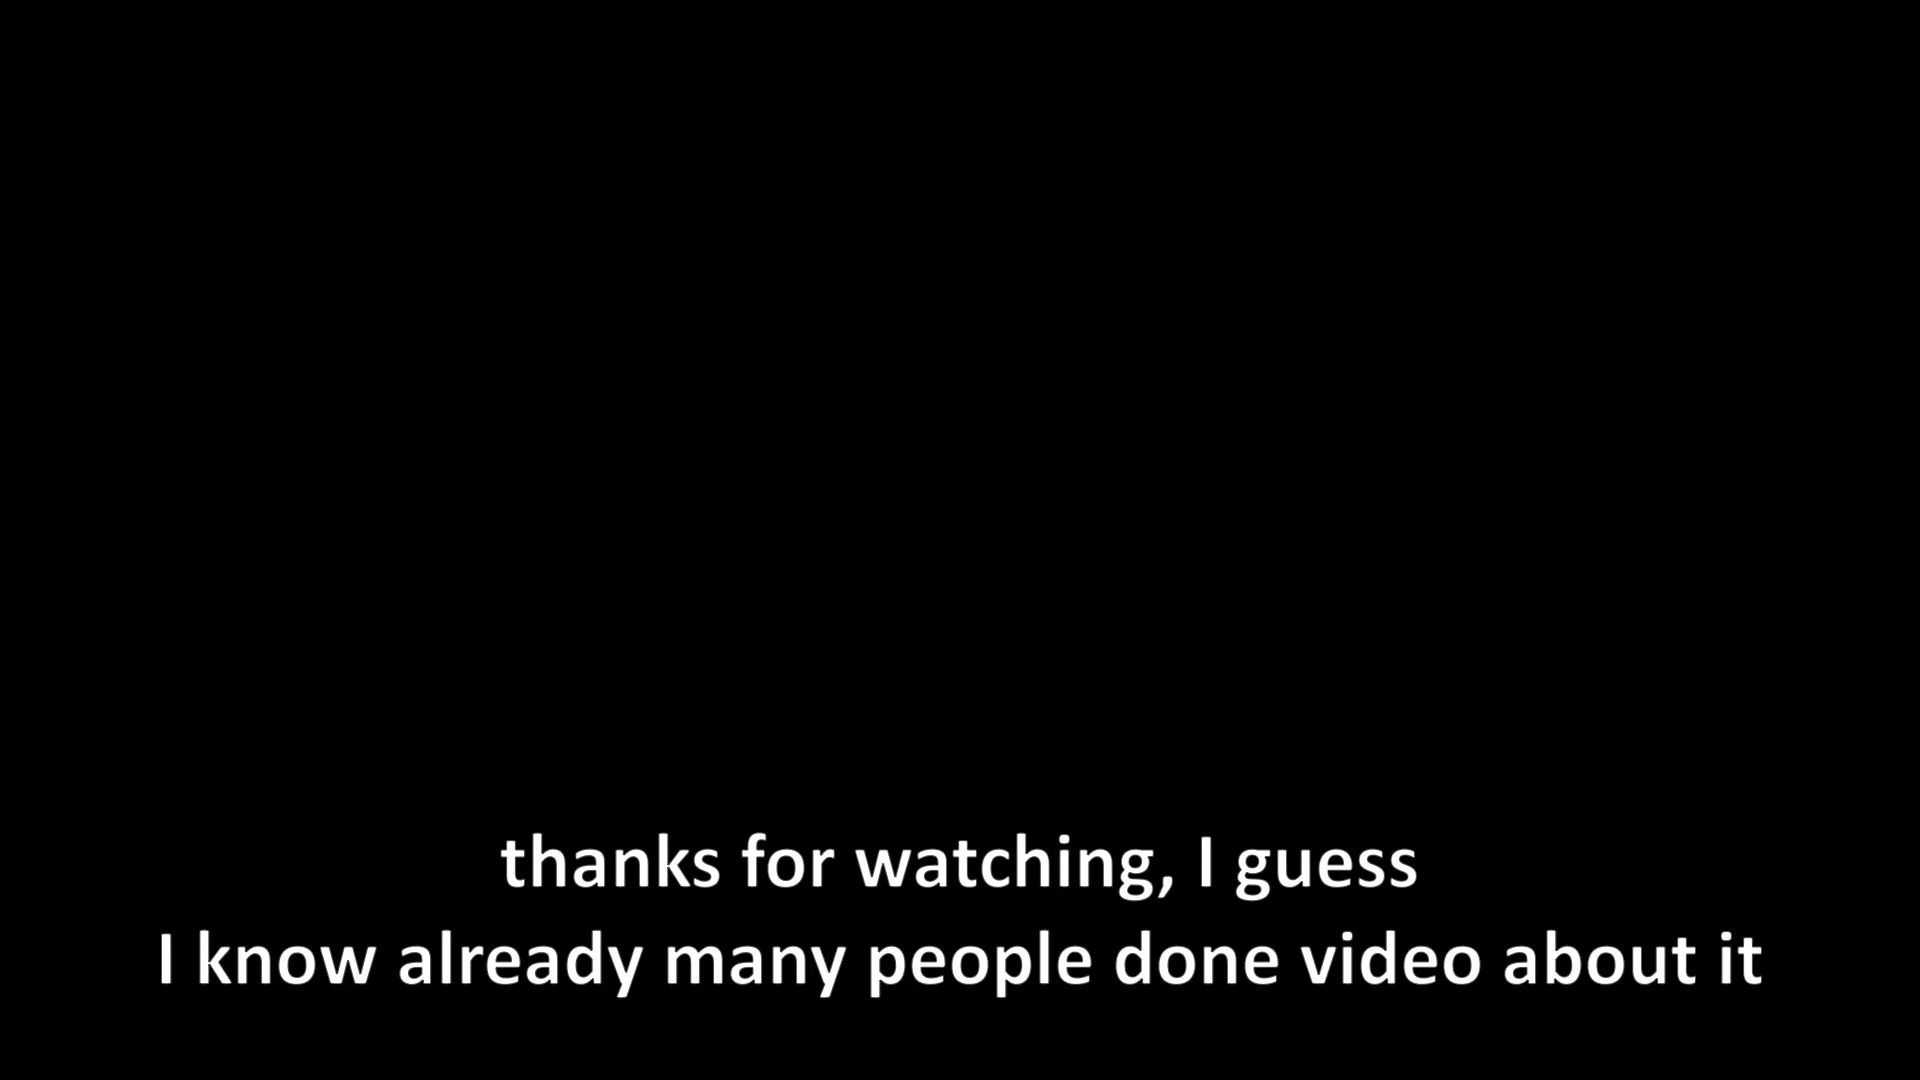 thanks for watching, I guess
I know already many people done video about it